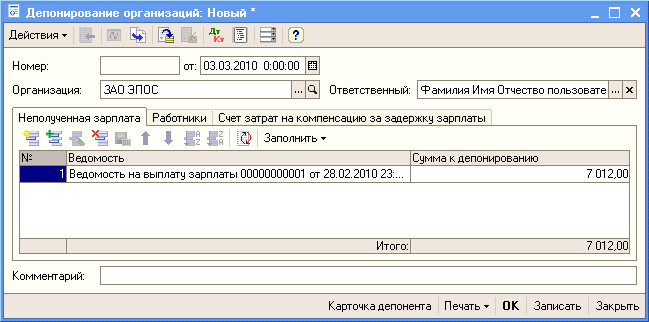 Депонирование организаций: Новый *
Действия
Дт Кт
?
Номер: от: 03.03.2010 0:00:00
Организация: ЗАО ЭПОС ... Ответственный: Фамилия Имя Отчество пользовате ... ×
Неполученная зарплата Работники Счет затрат на компенсацию за задержку зарплаты
Заполнить
№ Ведомость Сумма к депонированию
1 Ведомость на выплату зарплаты 00000000001 от 28.02.2010 23:... 7 012,00
Итого: 7 012,00
Комментарий:
Карточка депонента Печать OK Записать Закрыть